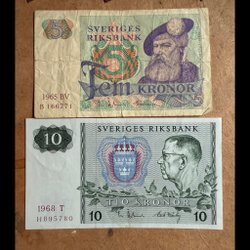 SVERIGES
RIKSBANK
5
Fem
KRONOR
1965 BV
B 166771
10
SVERIGES RIKSBANK
TIO KRONOR
1968 T
H895780
10
10